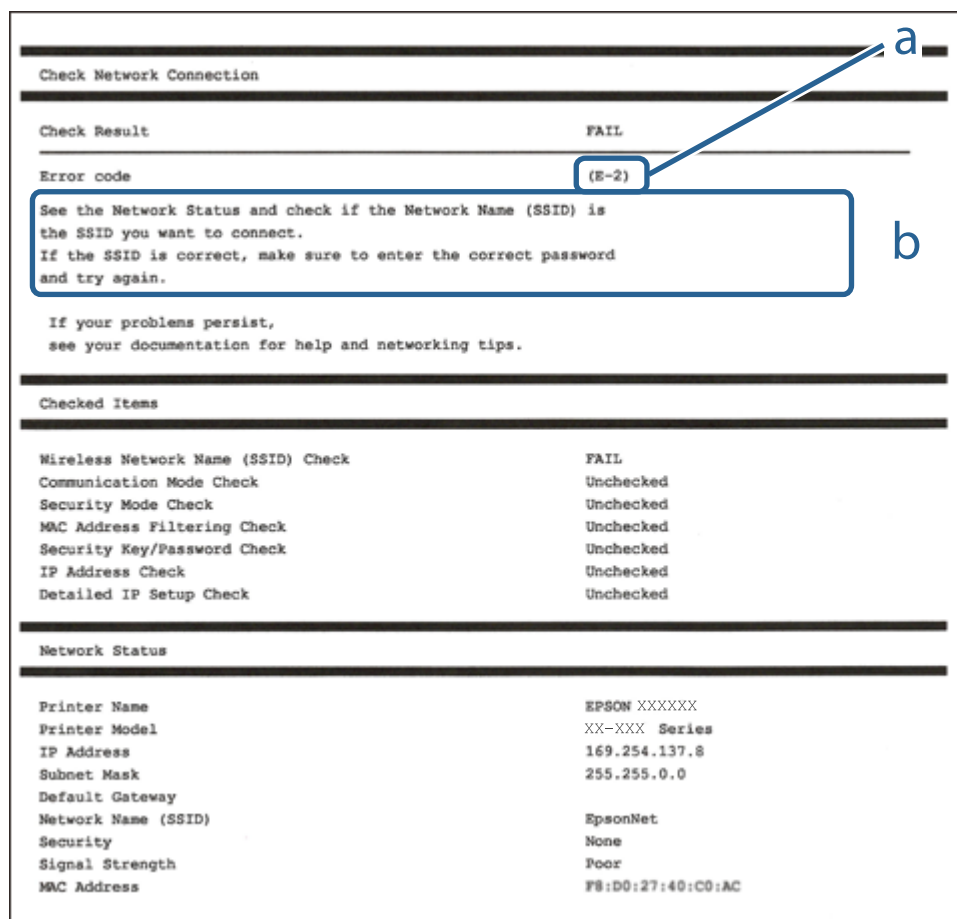 a
Check Network Connection
Check Result FAIL
Error code (E-2)
See the Network Status and check if the Network Name (SSID) is
the SSID you want to connect.
If the SSID is correct, make sure to enter the correct password
and try again.
b
If your problems persist,
see your documentation for help and networking tips.
Checked Items
Wireless Network Name (SSID) Check FAIL
Communication Mode Check Unchecked
Security Mode Check Unchecked
MAC Address Filtering Check Unchecked
Security Key/Password Check Unchecked
IP Address Check Unchecked
Detailed IP Setup Check Unchecked
Network Status
Printer Name EPSON XXXXXX
Printer Model XX-XXX Series
IP Address 169.254.137.8
Subnet Mask 255.255.0.0
Default Gateway
Network Name (SSID) EpsonNet
Security None
Signal Strength Poor
MAC Address F8:D0:27:40:C0:AC